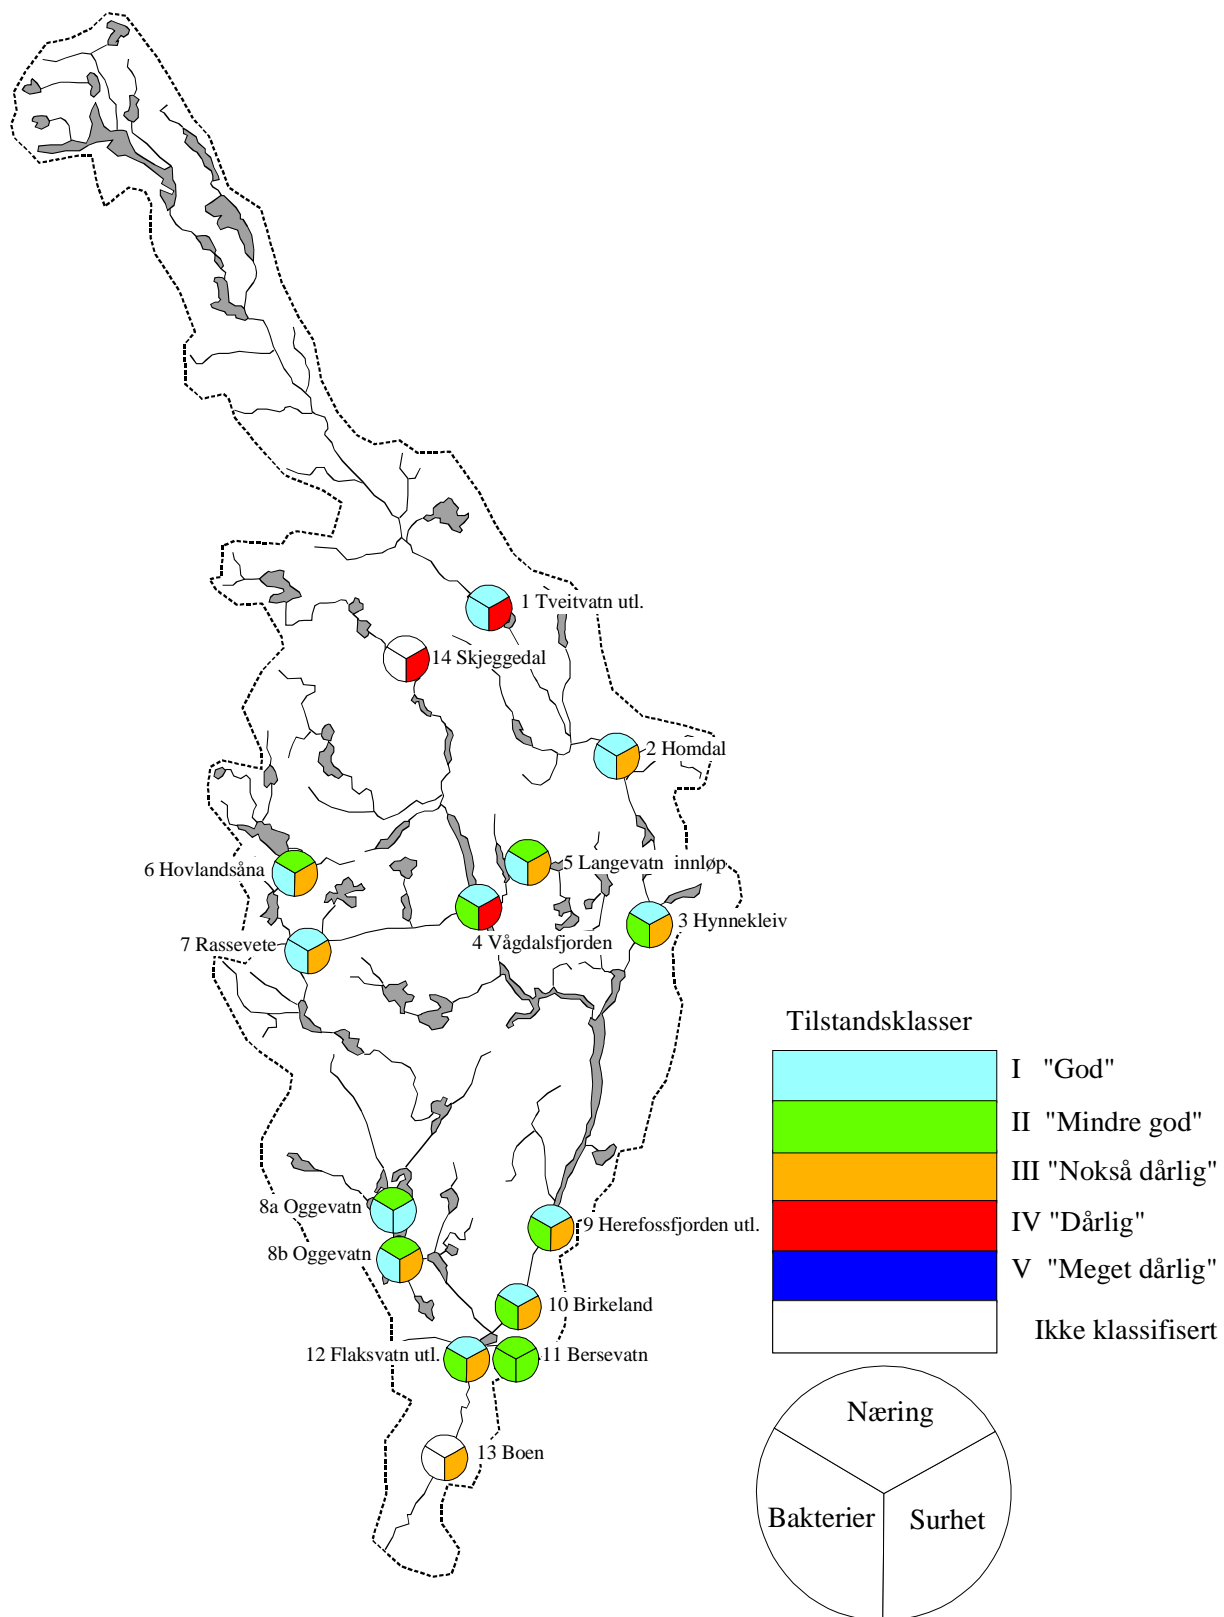 1 Tveitvatn utl.
14 Skjeggedal
2 Homdal
5 Langevatn innløp
6 Hovlandsåna
3 Hynnekleiv
4 Vågdalsfjorden
7 Rassevete
Tilstandsklasser
I "God"
II "Mindre god"
III "Nokså dårlig"
IV "Dårlig"
V "Meget dårlig"
Ikke klassifisert
8a Oggevatn
9 Herefossfjorden utl.
8b Oggevatn
10 Birkeland
12 Flaksvatn utl.
11 Bersevatn
13 Boen
Næring
Bakterier
Surhet